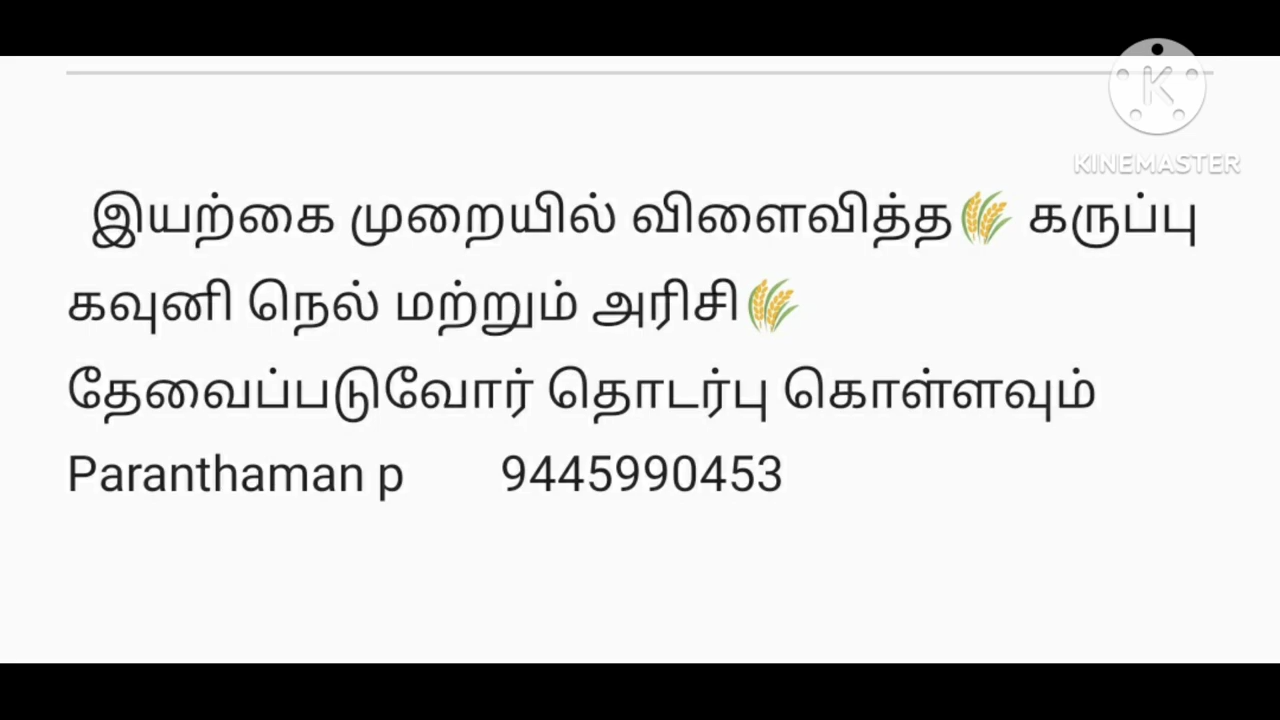 KINEMASTER
இயற்கை முறையில் விளைவித்த🌾 கருப்பு
கவுனி நெல் மற்றும் அரிசி🌾
தேவைப்படுவோர் தொடர்பு கொள்ளவும்
Paranthaman p 9445990453